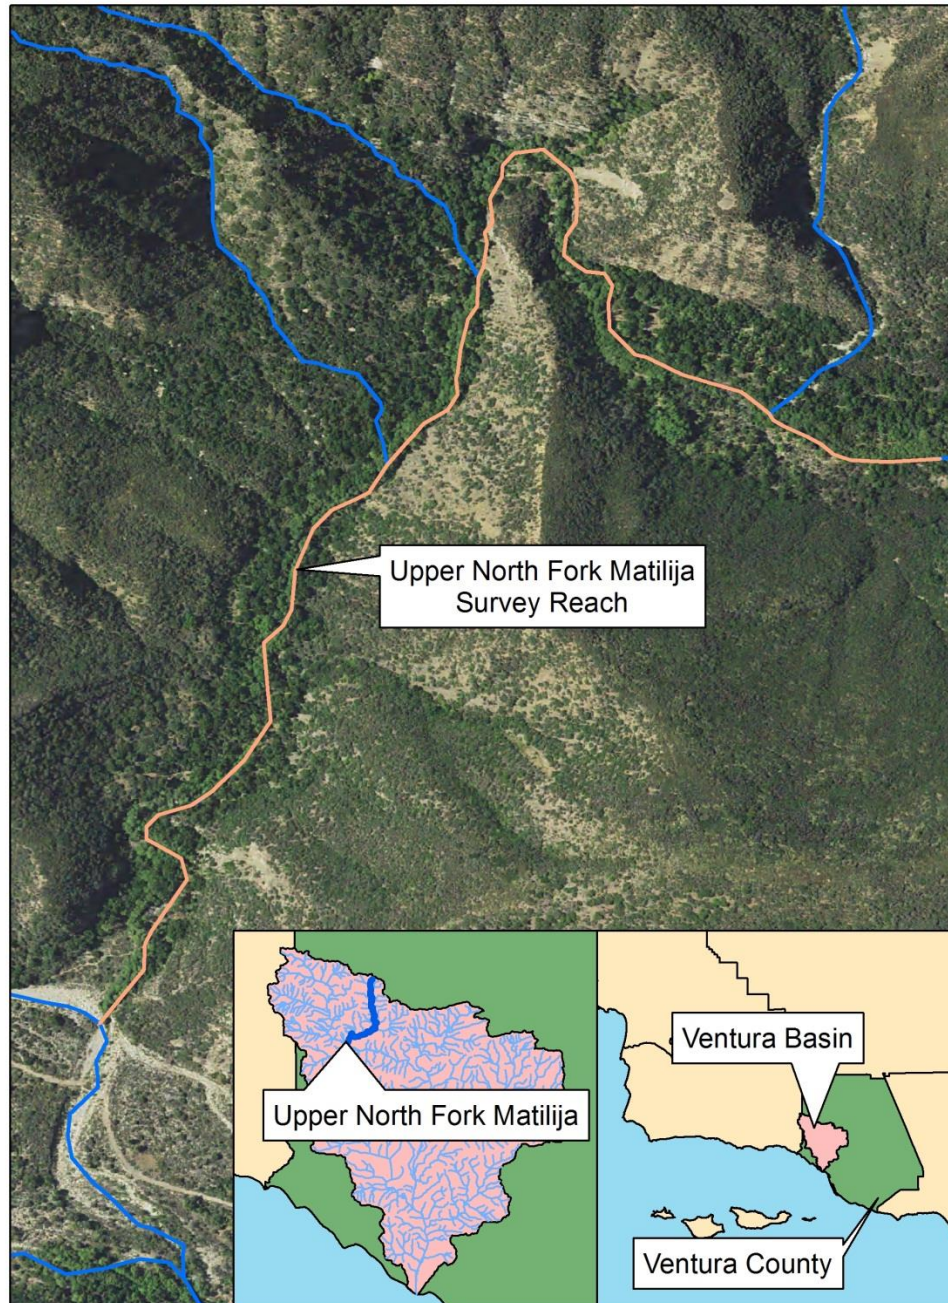 Upper North Fork Matilija
Survey Reach
Upper North Fork Matilija
Ventura Basin
Ventura County